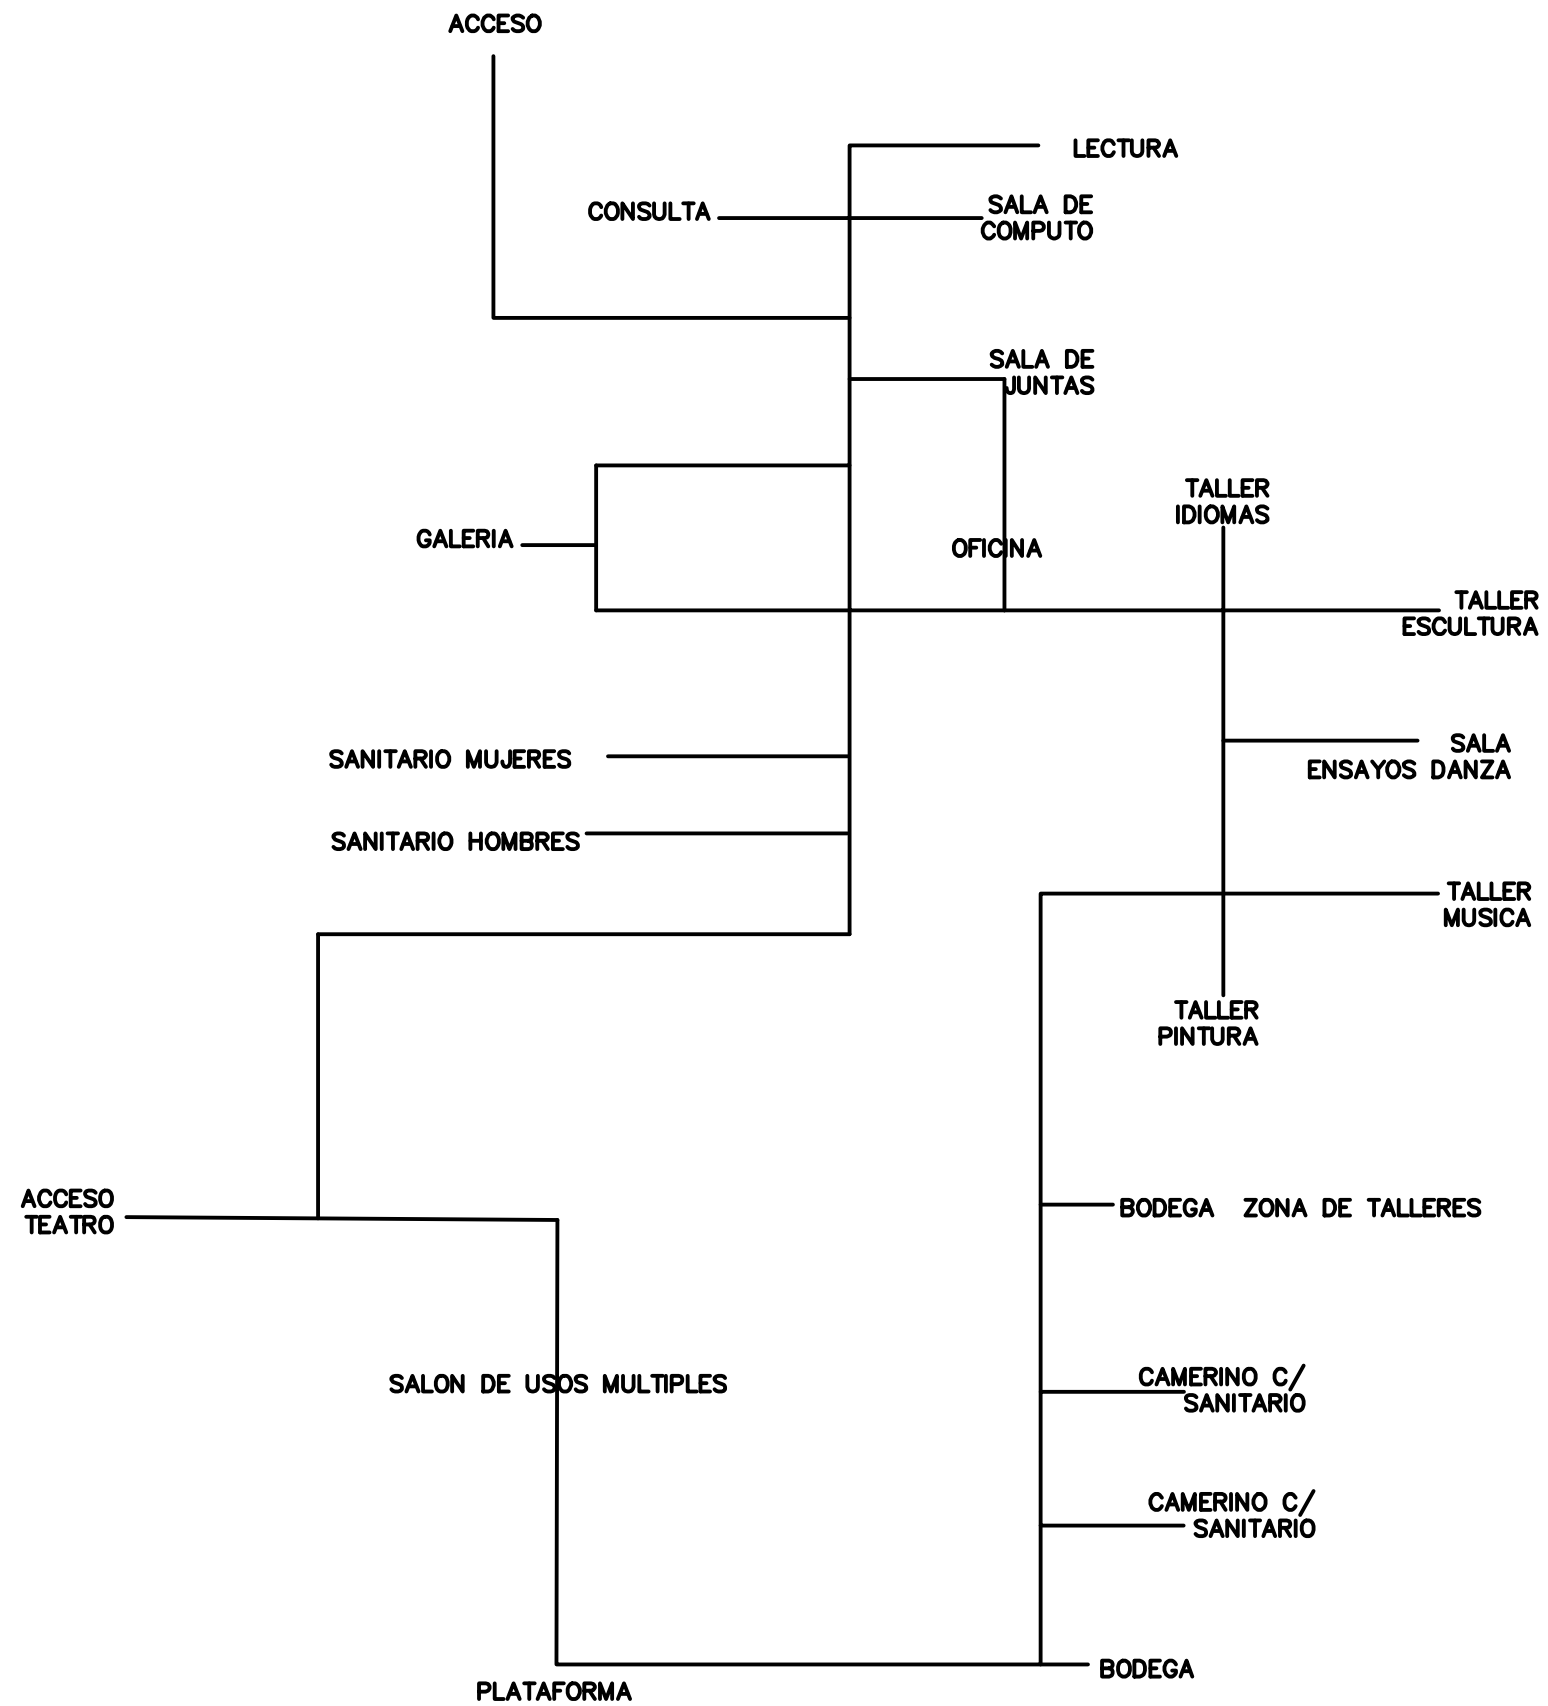 ACCESO
LECTURA
CONSULTA
SALA DE
COMPUTO
SALA DE
JUNTAS
TALLER
IDIOMAS
GALERIA
OFICINA
TALLER
ESCULTURA
SALA
ENSAYOS DANZA
SANITARIO MUJERES
SANITARIO HOMBRES
TALLER
MUSICA
TALLER
PINTURA
ACCESO
TEATRO
BODEGA ZONA DE TALLERES
SALON DE USOS MULTIPLES
CAMERINO C/
SANITARIO
CAMERINO C/
SANITARIO
BODEGA
PLATAFORMA